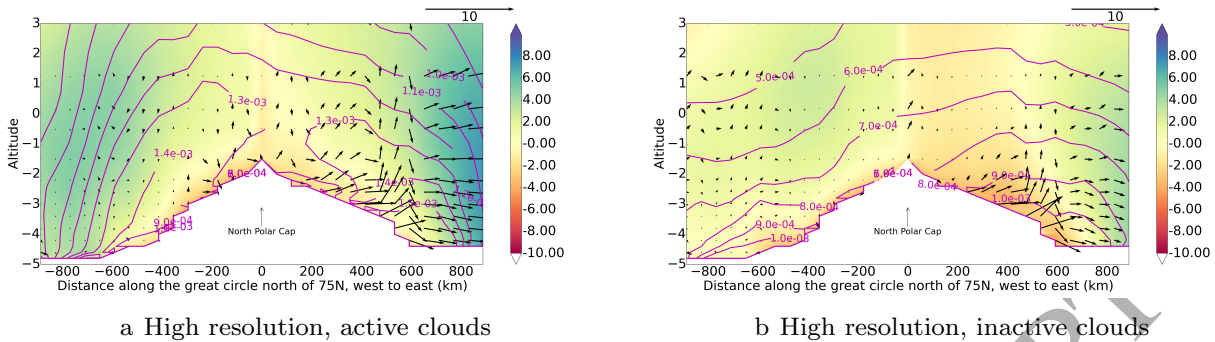 10
10
3
2
1
0
−1
−2
−3
−4
−5
Altitude
1.0e-03
1.1e-03
1.3e-03
1.3e-03
1.4e-03
1.4e-03
9.0e-04
North Polar Cap
8.00
6.00
4.00
2.00
0.00
-2.00
-4.00
-6.00
-8.00
-10.00
−800 −600 −400 −200 0 200 400 600 800
Distance along the great circle north of 75N, west to east (km)
a High resolution, active clouds
3
2
1
0
−1
−2
−3
−4
−5
Altitude
5.0e-04
6.0e-04
5.0e-04
7.0e-04
8.0e-04
9.0e-04
1.0e-03
8.0e-04
9.0e-04
1.0e-03
North Polar Cap
8.00
6.00
4.00
2.00
0.00
-2.00
-4.00
-6.00
-8.00
-10.00
−800 −600 −400 −200 0 200 400 600 800
Distance along the great circle north of 75N, west to east (km)
b High resolution, inactive clouds